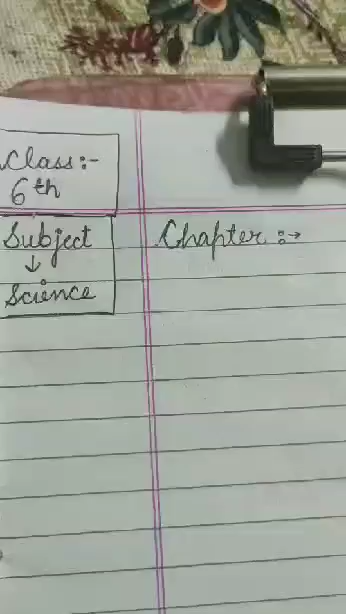 Class:-
6th
Subject
↓
Science
Chapter :→